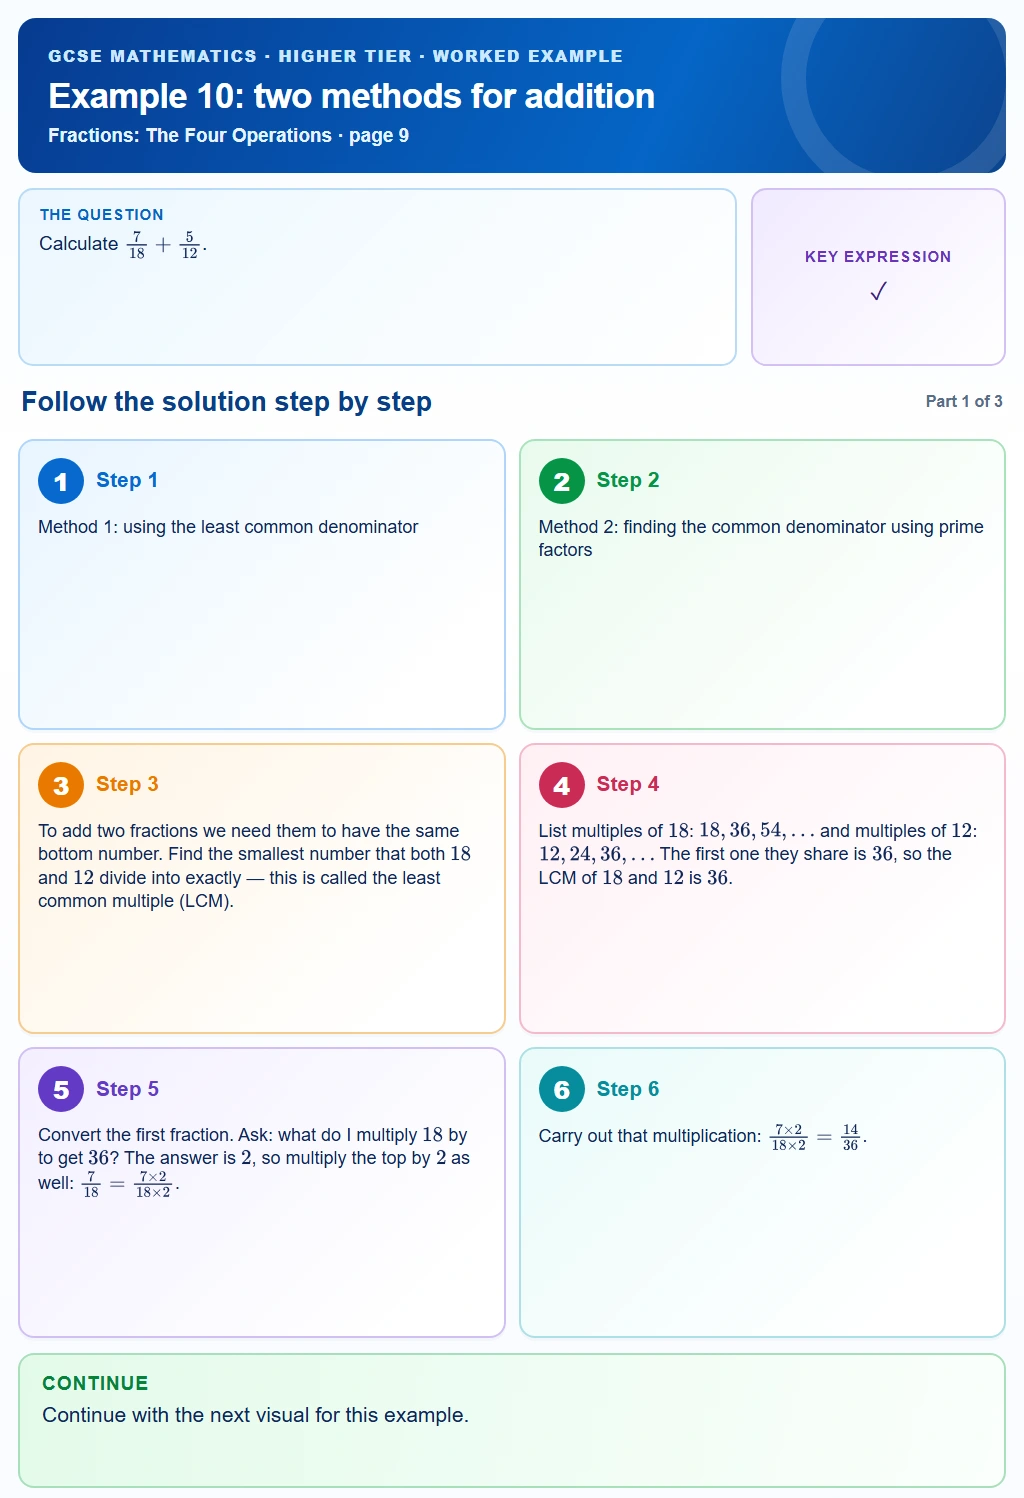 GCSE MATHEMATICS · HIGHER TIER · WORKED EXAMPLE
Example 10: two methods for addition
Fractions: The Four Operations · page 9
THE QUESTION
Calculate 7/18 + 5/12.
KEY EXPRESSION
✓
Follow the solution step by step
Part 1 of 3
1 Step 1
Method 1: using the least common denominator
2 Step 2
Method 2: finding the common denominator using prime
factors
3 Step 3
To add two fractions we need them to have the same
bottom number. Find the smallest number that both 18
and 12 divide into exactly — this is called the least
common multiple (LCM).
4 Step 4
List multiples of 18: 18, 36, 54, . . . and multiples of 12:
12, 24, 36, . . . The first one they share is 36, so the
LCM of 18 and 12 is 36.
5 Step 5
Convert the first fraction. Ask: what do I multiply 18 by
to get 36? The answer is 2, so multiply the top by 2 as
well: 7/18 = 7×2/18×2.
6 Step 6
Carry out that multiplication: 7×2/18×2 = 14/36.
CONTINUE
Continue with the next visual for this example.